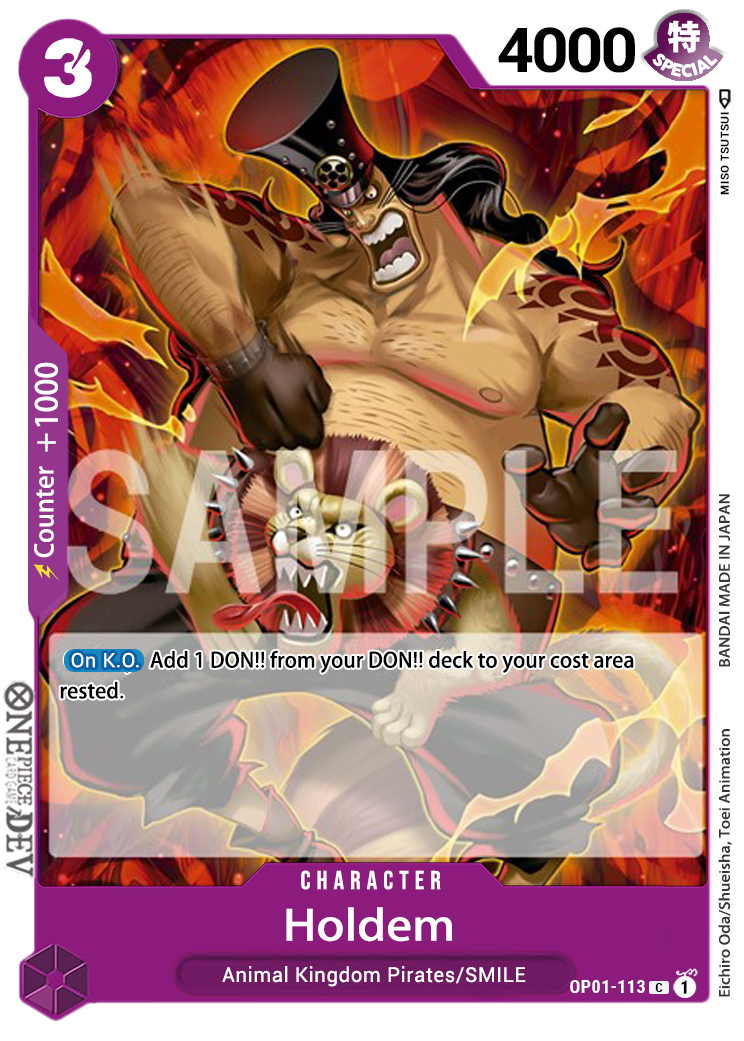 3
4000
特
SPECIAL
MISO TSUTSUI
Counter +1000
SAMPLE
On K.O. Add 1 DON!! from your DON!! deck to your cost area
rested.
BANDAI MADE IN JAPAN
ONE PIECE
CARD GAME
/DEV
Eichiro Oda/Shueisha, Toei Animation
CHARACTER
Holdem
Animal Kingdom Pirates/SMILE
OP01-113 C 1